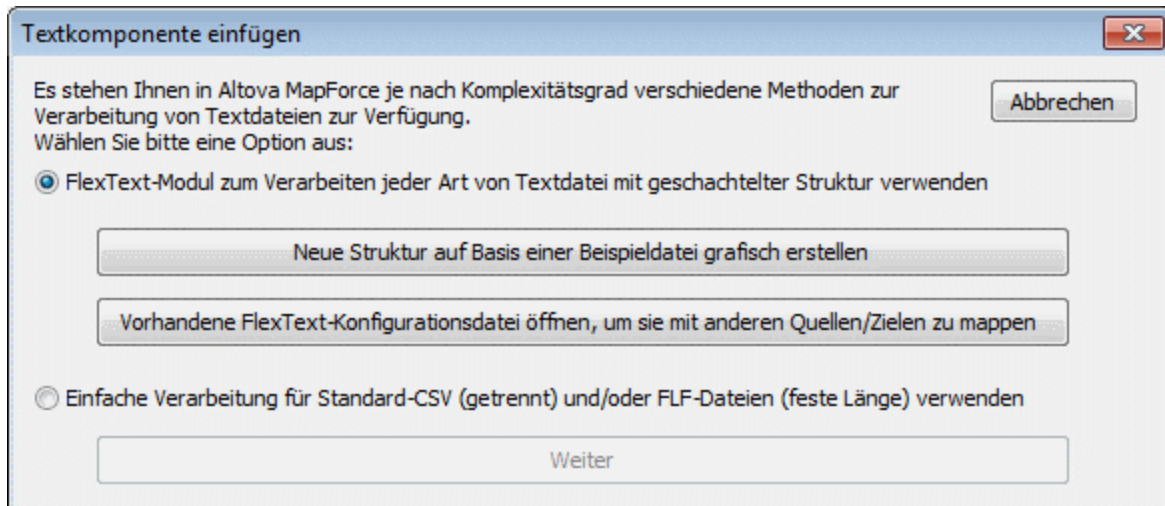 Textkomponente einfügen
Es stehen Ihnen in Altova MapForce je nach Komplexitätsgrad verschiedene Methoden zur
Verarbeitung von Textdateien zur Verfügung.
Wählen Sie bitte eine Option aus:
Abbrechen
FlexText-Modul zum Verarbeiten jeder Art von Textdatei mit geschachtelter Struktur verwenden
Neue Struktur auf Basis einer Beispieldatei grafisch erstellen
Vorhandene FlexText-Konfigurationsdatei öffnen, um sie mit anderen Quellen/Zielen zu mappen
Einfache Verarbeitung für Standard-CSV (getrennt) und/oder FLF-Dateien (feste Länge) verwenden
Weiter